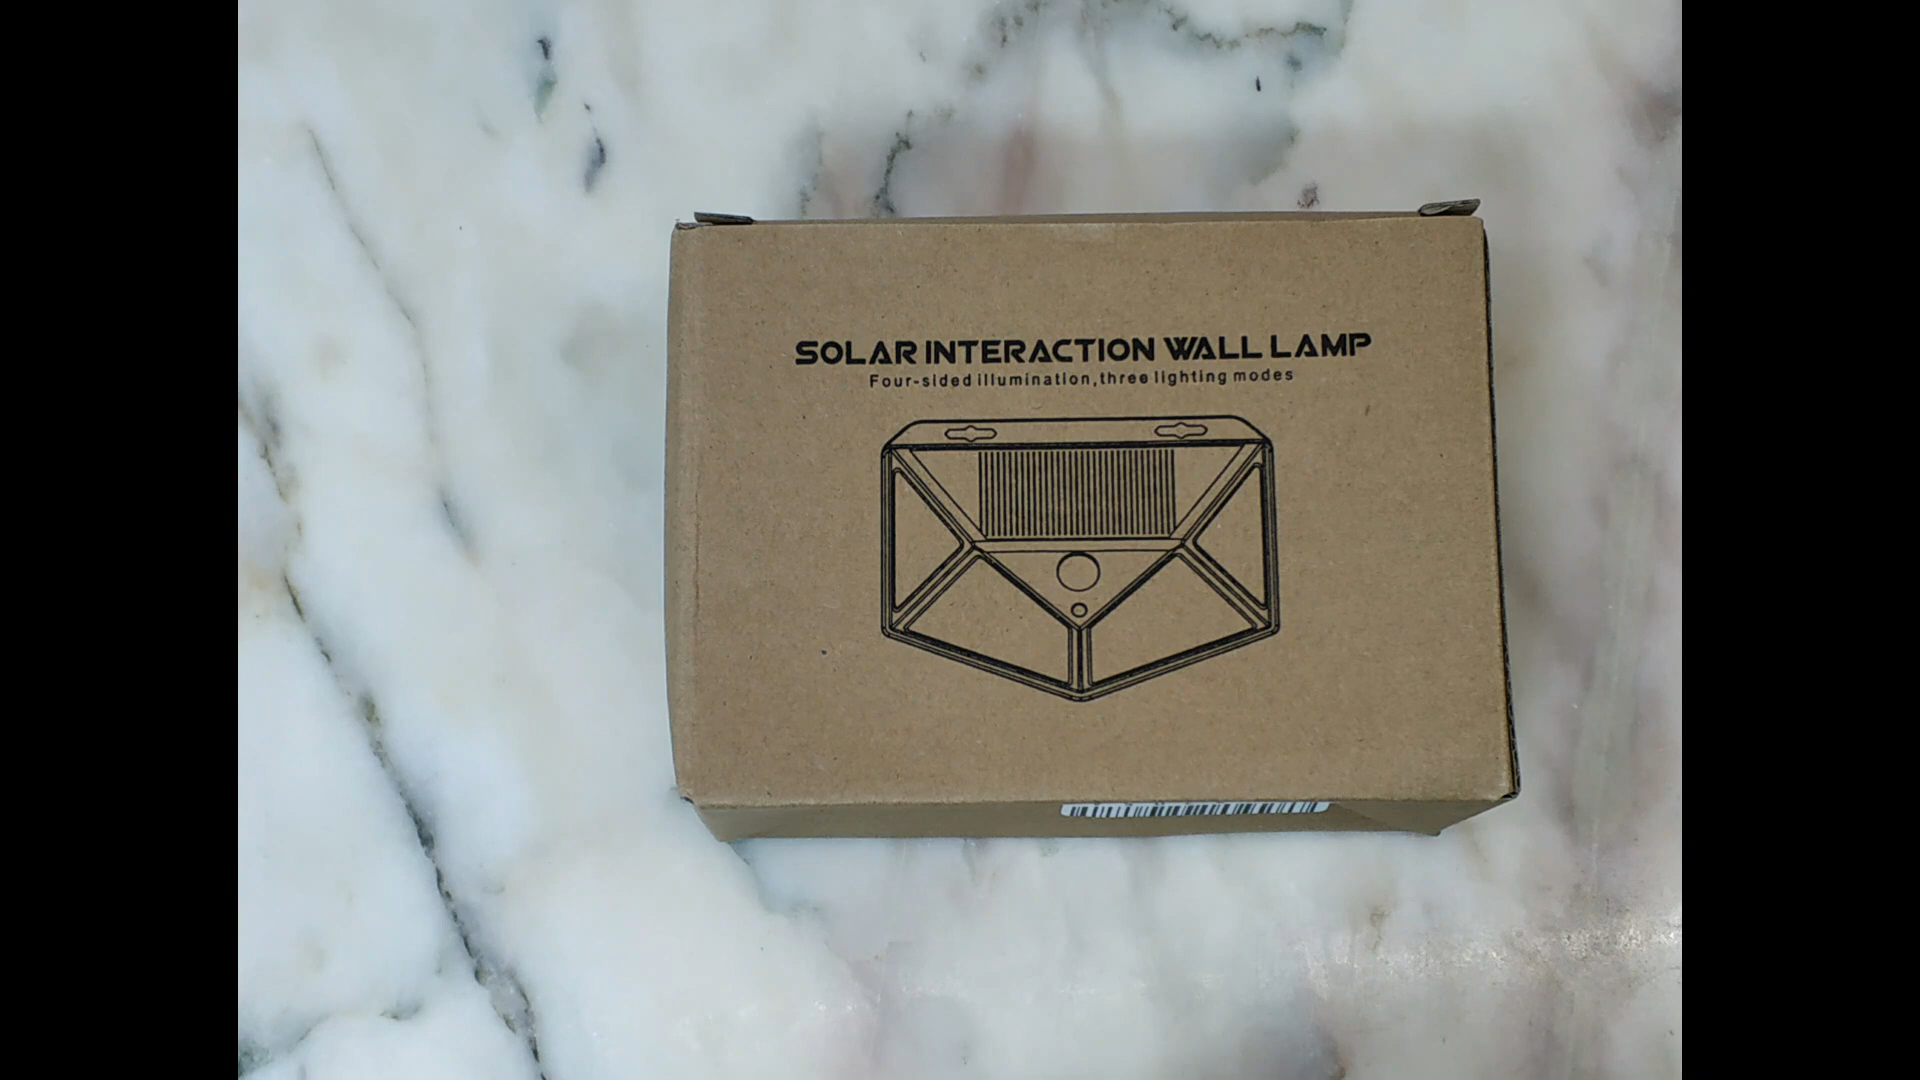 SOLAR INTERACTION WALL LAMP
Four-sided illumination,three lighting modes